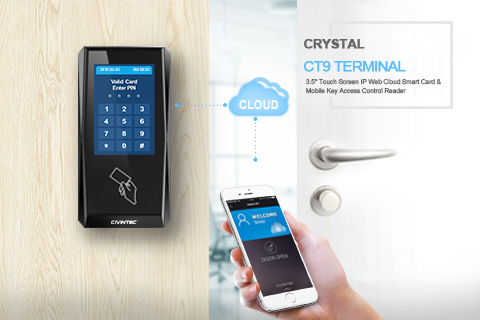 CRYSTAL
CT9 TERMINAL
3.5" Touch Screen IP Web Cloud Smart Card &
Mobile Key Access Control Reader
Valid Card
Enter PIN
1 2 3
4 5 6
7 8 9
* 0 #
CIVINTEC
CLOUD
WELCOME
DOOR OPEN
CIVINTEC